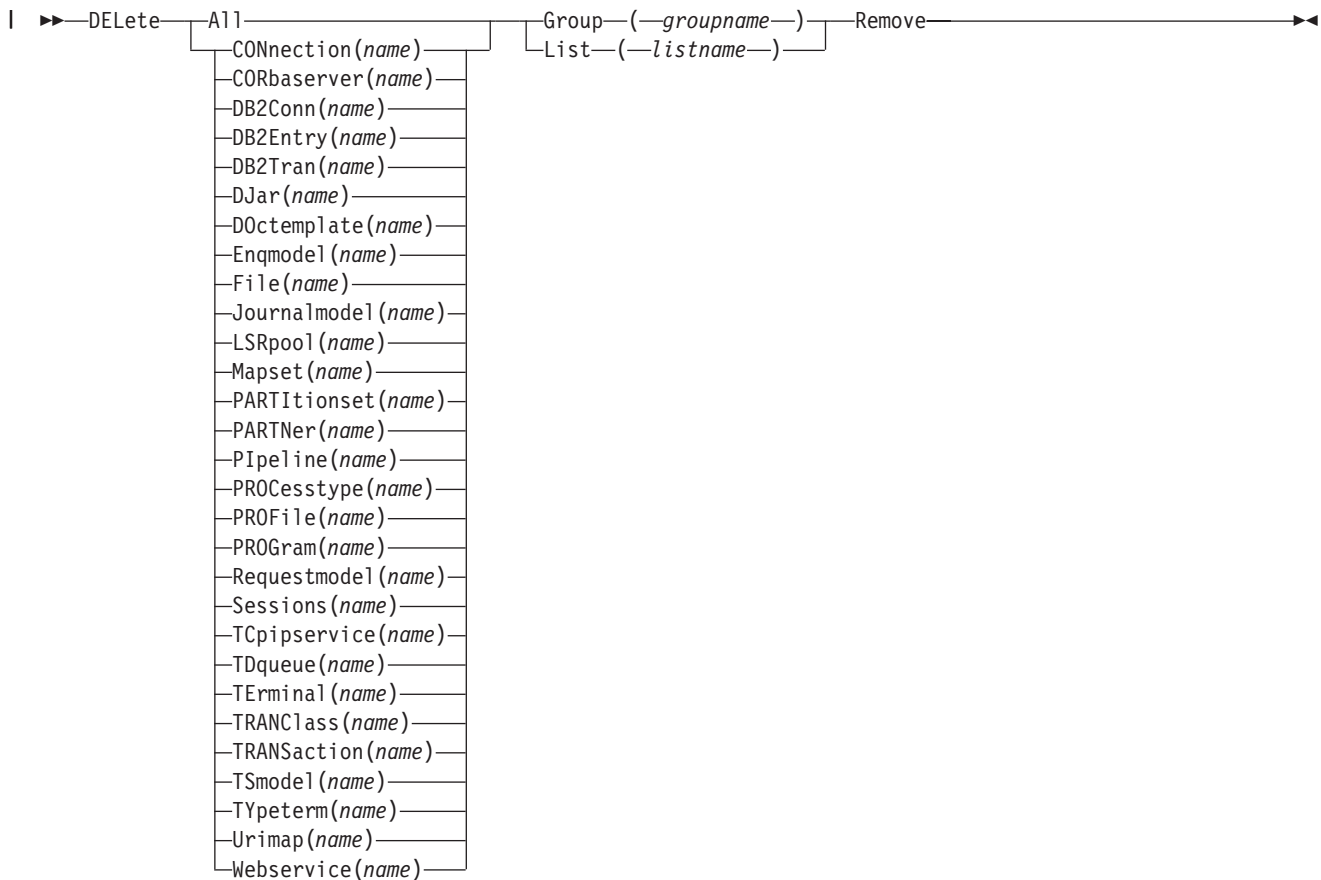 | ►►─DELete─All─Group─(─groupname─)─Remove─►◄
CONnection(name) List─(─listname─)
CORbaserver(name)
DB2Conn(name)
DB2Entry(name)
DB2Tran(name)
DJar(name)
DOctemplate(name)
Enqmodel(name)
File(name)
Journalmodel(name)
LSRpool(name)
Mapset(name)
PARTItionset(name)
PARTNer(name)
PIpeline(name)
PROCesstype(name)
PROFile(name)
PROGram(name)
Requestmodel(name)
Sessions(name)
TCpipservice(name)
TDqueue(name)
TErminal(name)
TRANClass(name)
TRANSaction(name)
TSmodel(name)
TYpeterm(name)
Urimap(name)
Webservice(name)